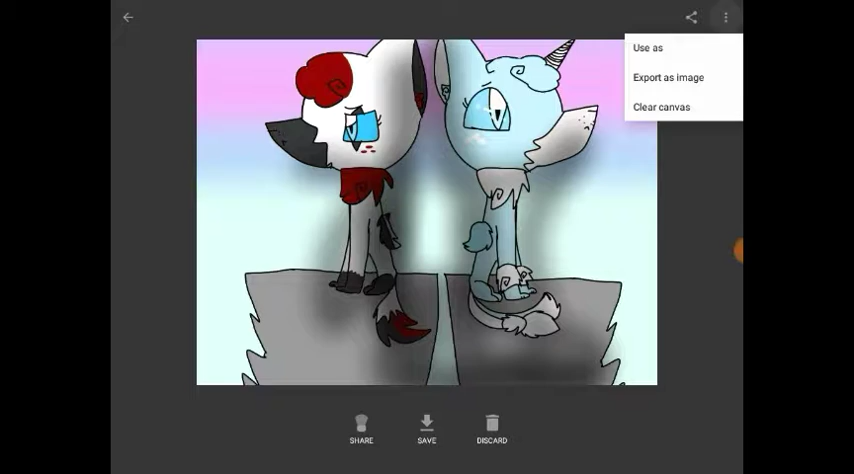 Use as
Export as image
Clear canvas
SHARE
SAVE
DISCARD